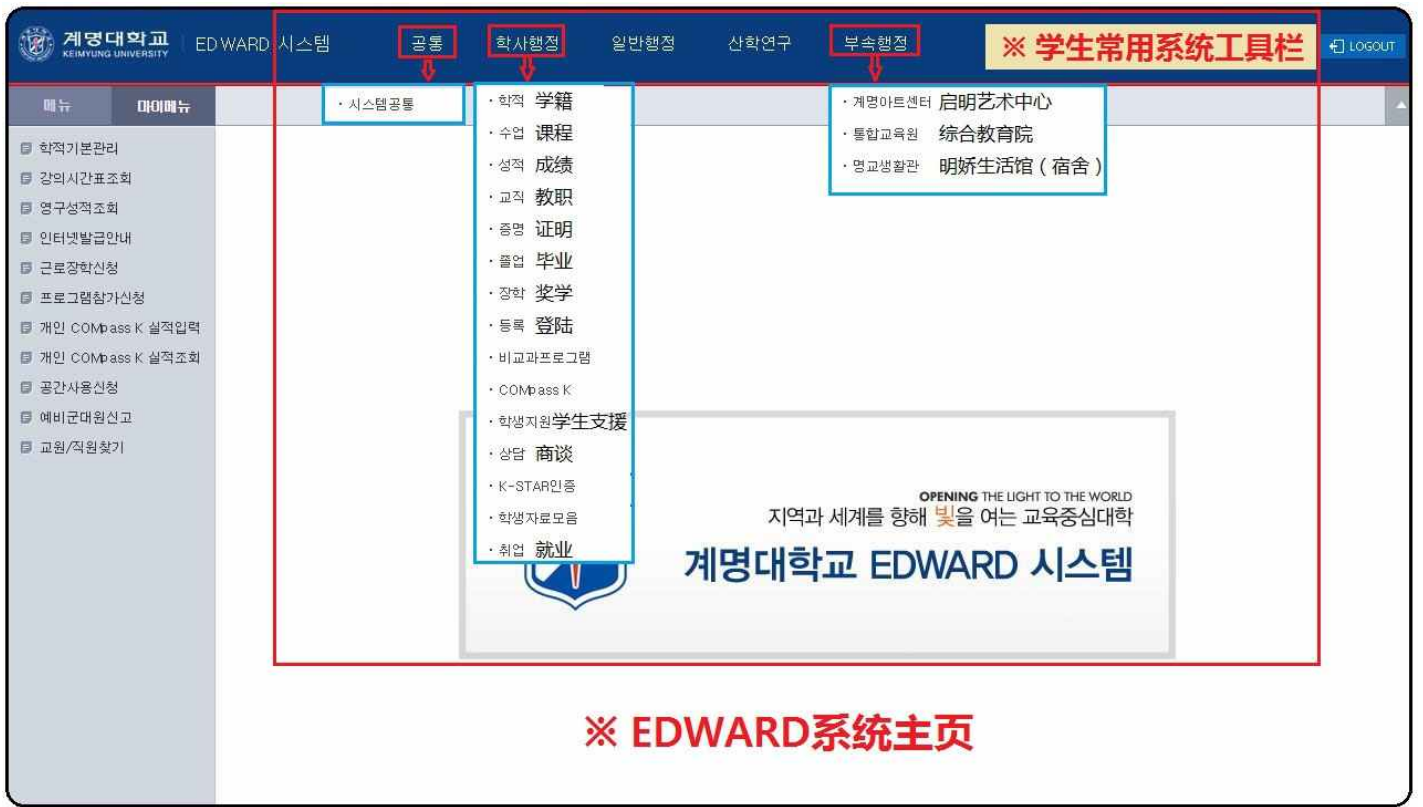 계명대학교
KEIMYUNG UNIVERSITY
EDWARD 시스템
공통
학사행정
일반행정
산학연구
부속행정
※ 学生常用系统工具栏
LOGOUT
메뉴
마이메뉴
· 시스템공통
· 학적 学籍
· 수업 课程
· 성적 成绩
· 교직 教职
· 증명 证明
· 졸업 毕业
· 장학 奖学
· 등록 登陆
· 비교과프로그램
· COMpass K
· 학생지원 学生支援
· 상담 商谈
· K-STAR인증
· 학생자료모음
· 취업 就业
· 계명아트센터 启明艺术中心
· 통합교육원 综合教育院
· 명교생활관 明娇生活馆 ( 宿舍 )
학적기본관리
강의시간표조회
영구성적조회
인터넷발급안내
근로장학신청
프로그램참가신청
개인 COMpass K 실적입력
개인 COMpass K 실적조회
공간사용신청
예비군대원신고
교원/직원찾기
OPENING THE LIGHT TO THE WORLD
지역과 세계를 향해 빛을 여는 교육중심대학
계명대학교 EDWARD 시스템
※ EDWARD系统主页